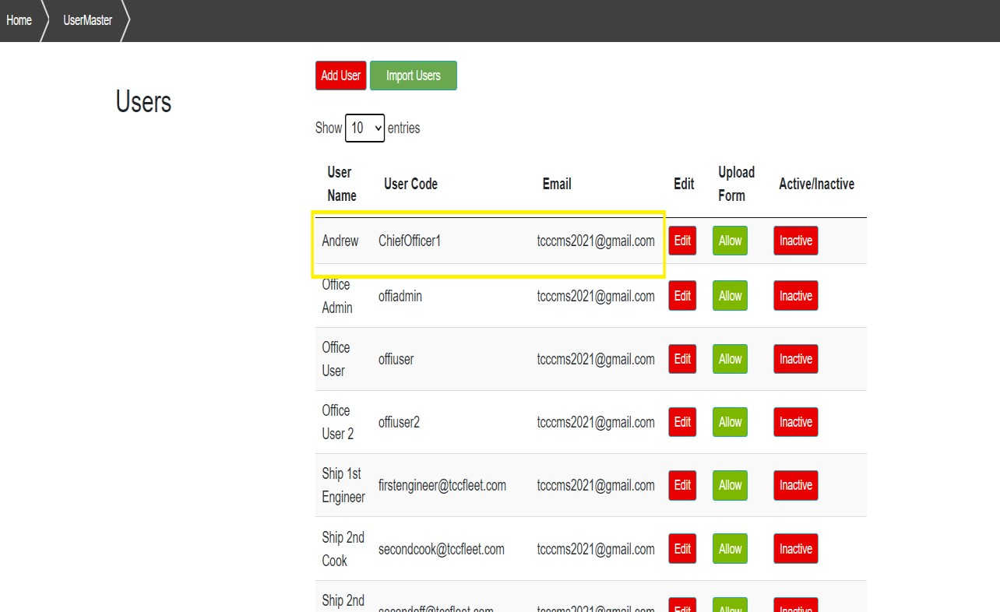 Home UserMaster
Add User Import Users
Users
Show 10 entries
User Name User Code Email Edit Upload Form Active/Inactive
Andrew ChiefOfficer1 tcccms2021@gmail.com Edit Allow Inactive
Office Admin offiadmin tcccms2021@gmail.com Edit Allow Inactive
Office User offiuser tcccms2021@gmail.com Edit Allow Inactive
Office User 2 offiuser2 tcccms2021@gmail.com Edit Allow Inactive
Ship 1st Engineer firstengineer@tccfleet.com tcccms2021@gmail.com Edit Allow Inactive
Ship 2nd Cook secondcook@tccfleet.com tcccms2021@gmail.com Edit Allow Inactive
Ship 2nd secondoff@tccfleet.com tcccms2021@gmail.com Edit Allow Inactive